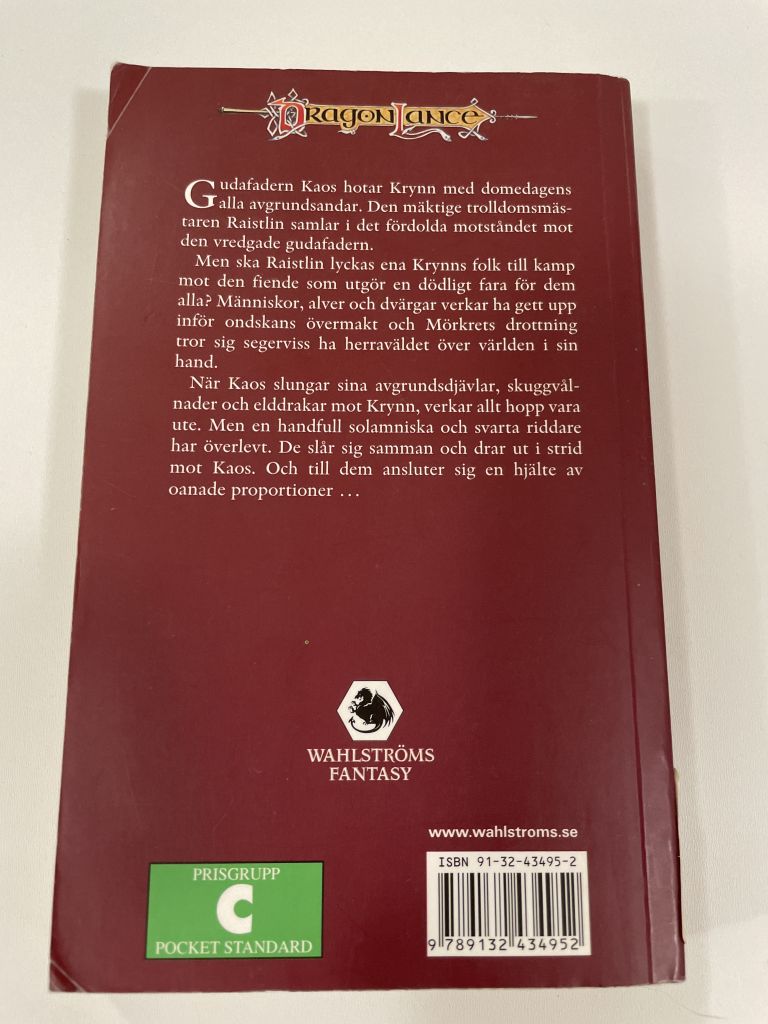 DRAGONLANCE
Gudafadern Kaos hotar Krynn med domedagens
alla avgrundsandar. Den mäktige trolldomsmäs-
taren Raistlin samlar i det fördolda motståndet mot
den vredgade gudafadern.
Men ska Raistlin lyckas ena Krynns folk till kamp
mot den fiende som utgör en dödligt fara för dem
alla? Människor, alver och dvärgar verkar ha gett upp
inför ondskans övermakt och Mörkrets drottning
tror sig segerviss ha herraväldet över världen i sin
hand.
När Kaos slungar sina avgrundsdjävlar, skuggvål-
nader och elddrakar mot Krynn, verkar allt hopp vara
ute. Men en handfull solamniska och svarta riddare
har överlevt. De slår sig samman och drar ut i strid
mot Kaos. Och till dem ansluter sig en hjälte av
oanade proportioner ...
WAHLSTRÖMS
FANTASY
www.wahlstroms.se
PRISGRUPP
C
POCKET STANDARD
ISBN 91-32-43495-2
9 789132 434952